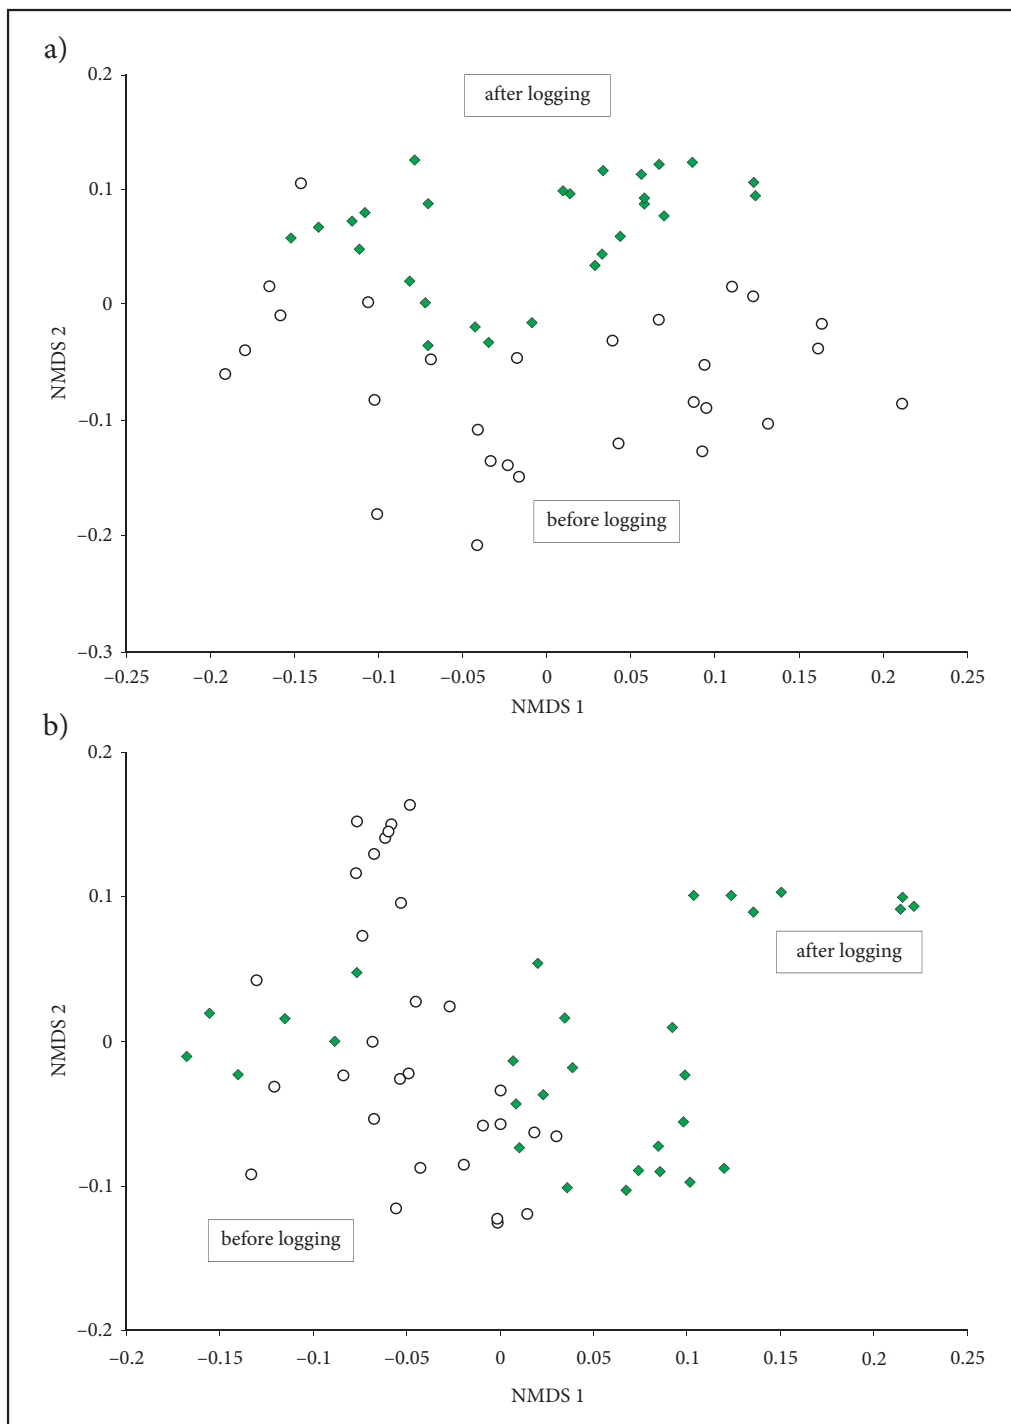 a)
0.2
after logging
0.1
0
NMDS 2
–0.1
before logging
–0.2
–0.3
–0.25 –0.2 –0.15 –0.1 –0.05 0 0.05 0.1 0.15 0.2 0.25
NMDS 1
b)
0.2
0.1
after logging
NMDS 2
0
–0.1
before logging
–0.2
–0.2 –0.15 –0.1 –0.05 0 0.05 0.1 0.15 0.2 0.25
NMDS 1